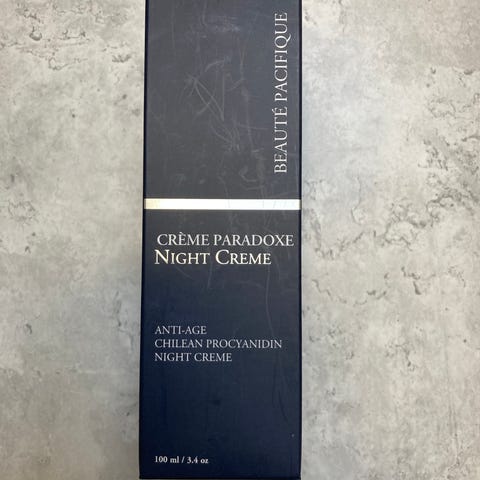 BEAUTÉ PACIFIQUE
CRÈME PARADOXE
NIGHT CREME
ANTI-AGE
CHILEAN PROCYANIDIN
NIGHT CREME
100 ml / 3.4 oz